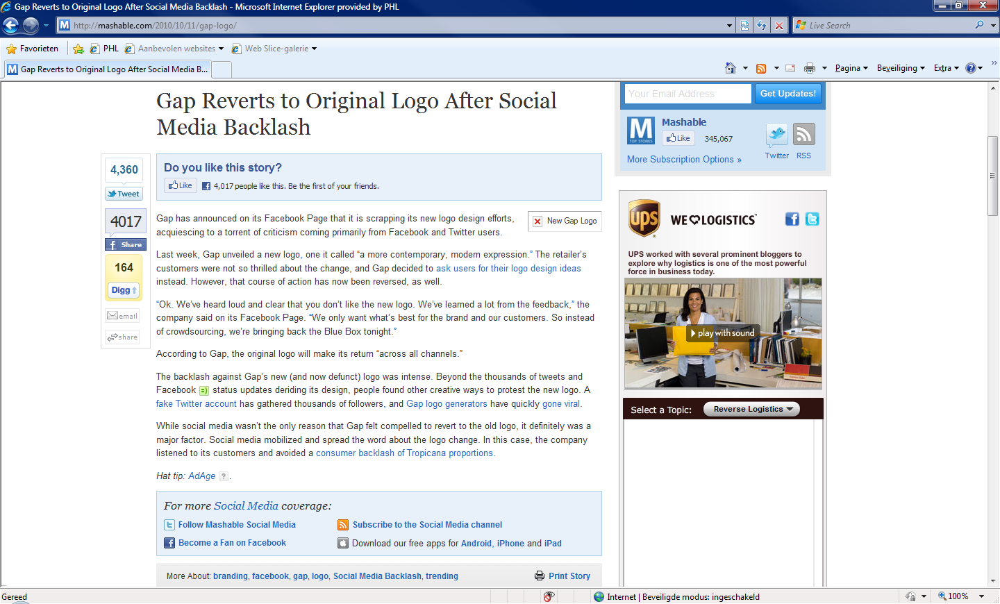 Gap Reverts to Original Logo After Social Media Backlash - Microsoft Internet Explorer provided by PHL
http://mashable.com/2010/10/11/gap-logo/
Live Search
Favorieten
PHL
Aanbevolen websites
Web Slice-galerie
Gap Reverts to Original Logo After Social Media B...
Pagina
Beveiliging
Extra
Gap Reverts to Original Logo After Social
Media Backlash
4,360
Tweet
4017
Share
164
Digg
email
share
Do you like this story?
Like
4,017 people like this. Be the first of your friends.
Gap has announced on its Facebook Page that it is scrapping its new logo design efforts,
acquiescing to a torrent of criticism coming primarily from Facebook and Twitter users.
New Gap Logo
Last week, Gap unveiled a new logo, one it called “a more contemporary, modern expression.” The retailer’s
customers were not so thrilled about the change, and Gap decided to ask users for their logo design ideas
instead. However, that course of action has now been reversed, as well.
“Ok. We’ve heard loud and clear that you don’t like the new logo. We’ve learned a lot from the feedback,” the
company said on its Facebook Page. “We only want what’s best for the brand and our customers. So instead
of crowdsourcing, we’re bringing back the Blue Box tonight.”
According to Gap, the original logo will make its return “across all channels.”
The backlash against Gap’s new (and now defunct) logo was intense. Beyond the thousands of tweets and
Facebook =) status updates deriding its design, people found other creative ways to protest the new logo. A
fake Twitter account has gathered thousands of followers, and Gap logo generators have quickly gone viral.
While social media wasn’t the only reason that Gap felt compelled to revert to the old logo, it definitely was a
major factor. Social media mobilized and spread the word about the logo change. In this case, the company
listened to its customers and avoided a consumer backlash of Tropicana proportions.
Hat tip: AdAge ? .
For more Social Media coverage:
Follow Mashable Social Media
Subscribe to the Social Media channel
Become a Fan on Facebook
Download our free apps for Android, iPhone and iPad
More About: branding, facebook, gap, logo, Social Media Backlash, trending
Print Story
Your Email Address
Get Updates!
M
TOP STORIES
Mashable
Like
345,067
Twitter
RSS
More Subscription Options »
ups
WE LOGISTICS
UPS worked with several prominent bloggers to
explore why logistics is one of the most powerful
force in business today.
play with sound
Select a Topic:
Reverse Logistics
Gereed
Internet | Beveiligde modus: ingeschakeld
100%